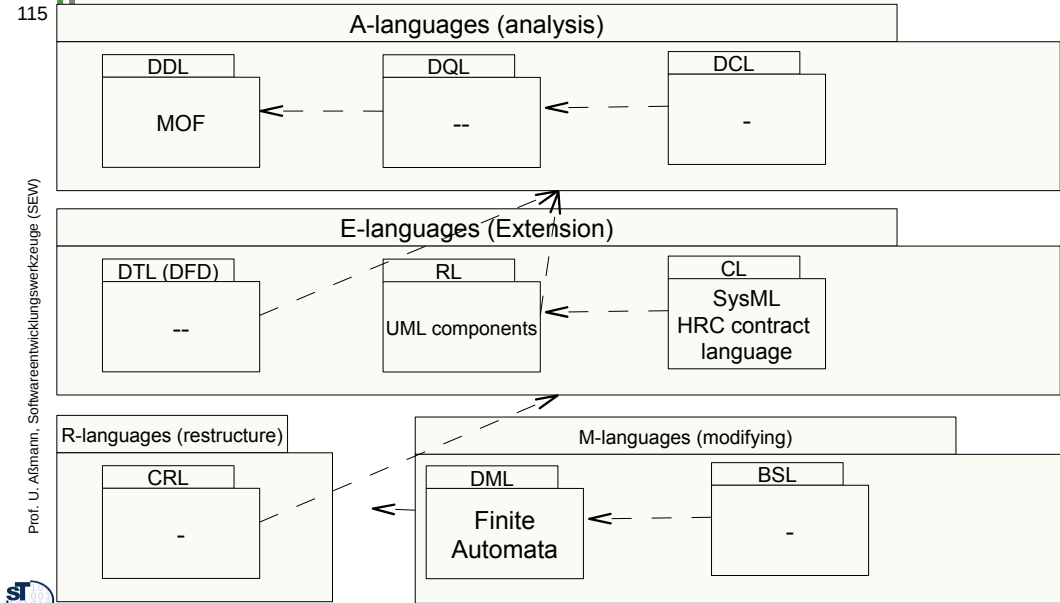 115
A-languages (analysis)
DDL
DQL
DCL
MOF
--
-
E-languages (Extension)
DTL (DFD)
RL
CL
--
UML components
SysML
HRC contract
language
R-languages (restructure)
M-languages (modifying)
CRL
DML
BSL
-
Finite
Automata
-
Prof. U. Aßmann, Softwareentwicklungswerkzeuge (SEW)
ST